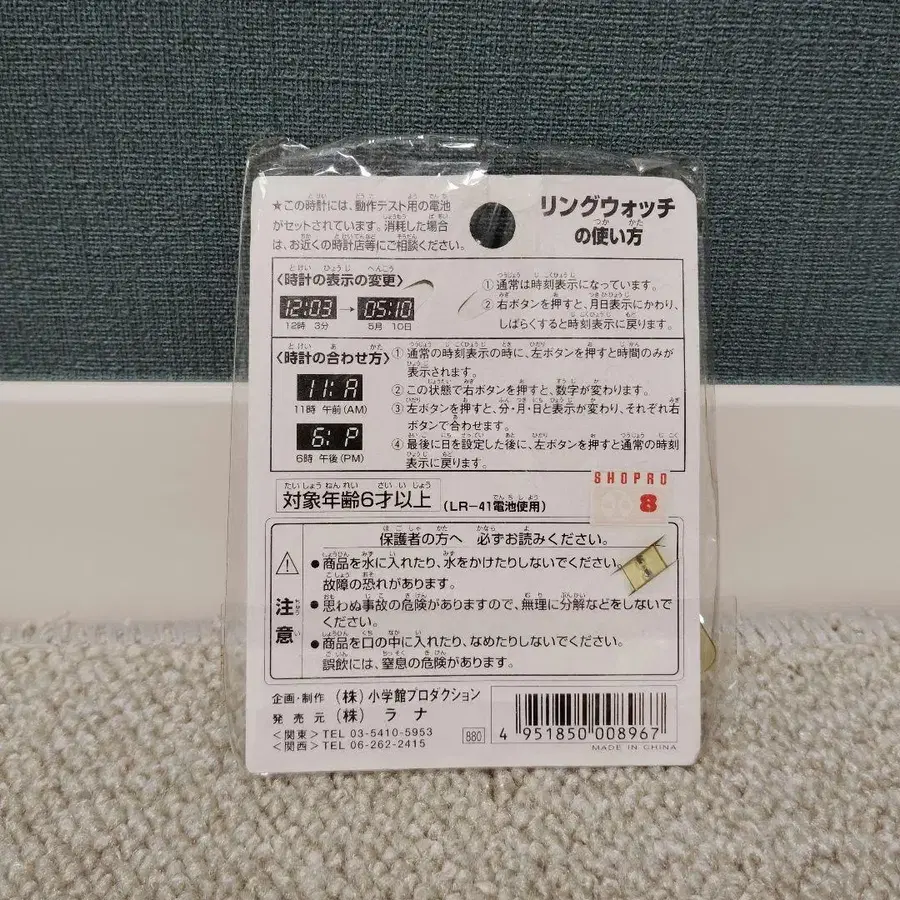 ★この時計には、動作テスト用の電池
がセットされています。消耗した場合
は、お近くの時計店等にご相談ください。
リングウォッチ
の使い方
〈時計の表示の変更〉
12:03→05:10
12時 3分 5月 10日
①通常は時刻表示になっています。
②右ボタンを押すと、月日表示にかわり、
しばらくすると時刻表示に戻ります。
〈時計の合わせ方〉
11: A
11時 午前(AM)
6: P
6時 午後(PM)
①通常の時刻表示の時に、左ボタンを押すと時間のみが
表示されます。
②この状態で右ボタンを押すと、数字が変わります。
③左ボタンを押すと、分・月・日と表示が変わり、それぞれ右
ボタンで合わせます。
④最後に日を設定した後に、左ボタンを押すと通常の時刻
表示に戻ります。
対象年齢6才以上
(LR-41電池使用)
SHOPRO
8
保護者の方へ 必ずお読みください。
⚠
注意
●商品を水に入れたり、水をかけたりしないでください。
故障の恐れがあります。
●思わぬ事故の危険がありますので、無理に分解などをしないで
ください。
●商品を口の中に入れたり、なめたりしないでください。
誤飲には、窒息の危険があります。
企画・制作 (株)小学館プロダクション
発売元 (株)ラナ
〈関東〉TEL 03-5410-5953
〈関西〉TEL 06-262-2415
880
4 951850 008967
MADE IN CHINA